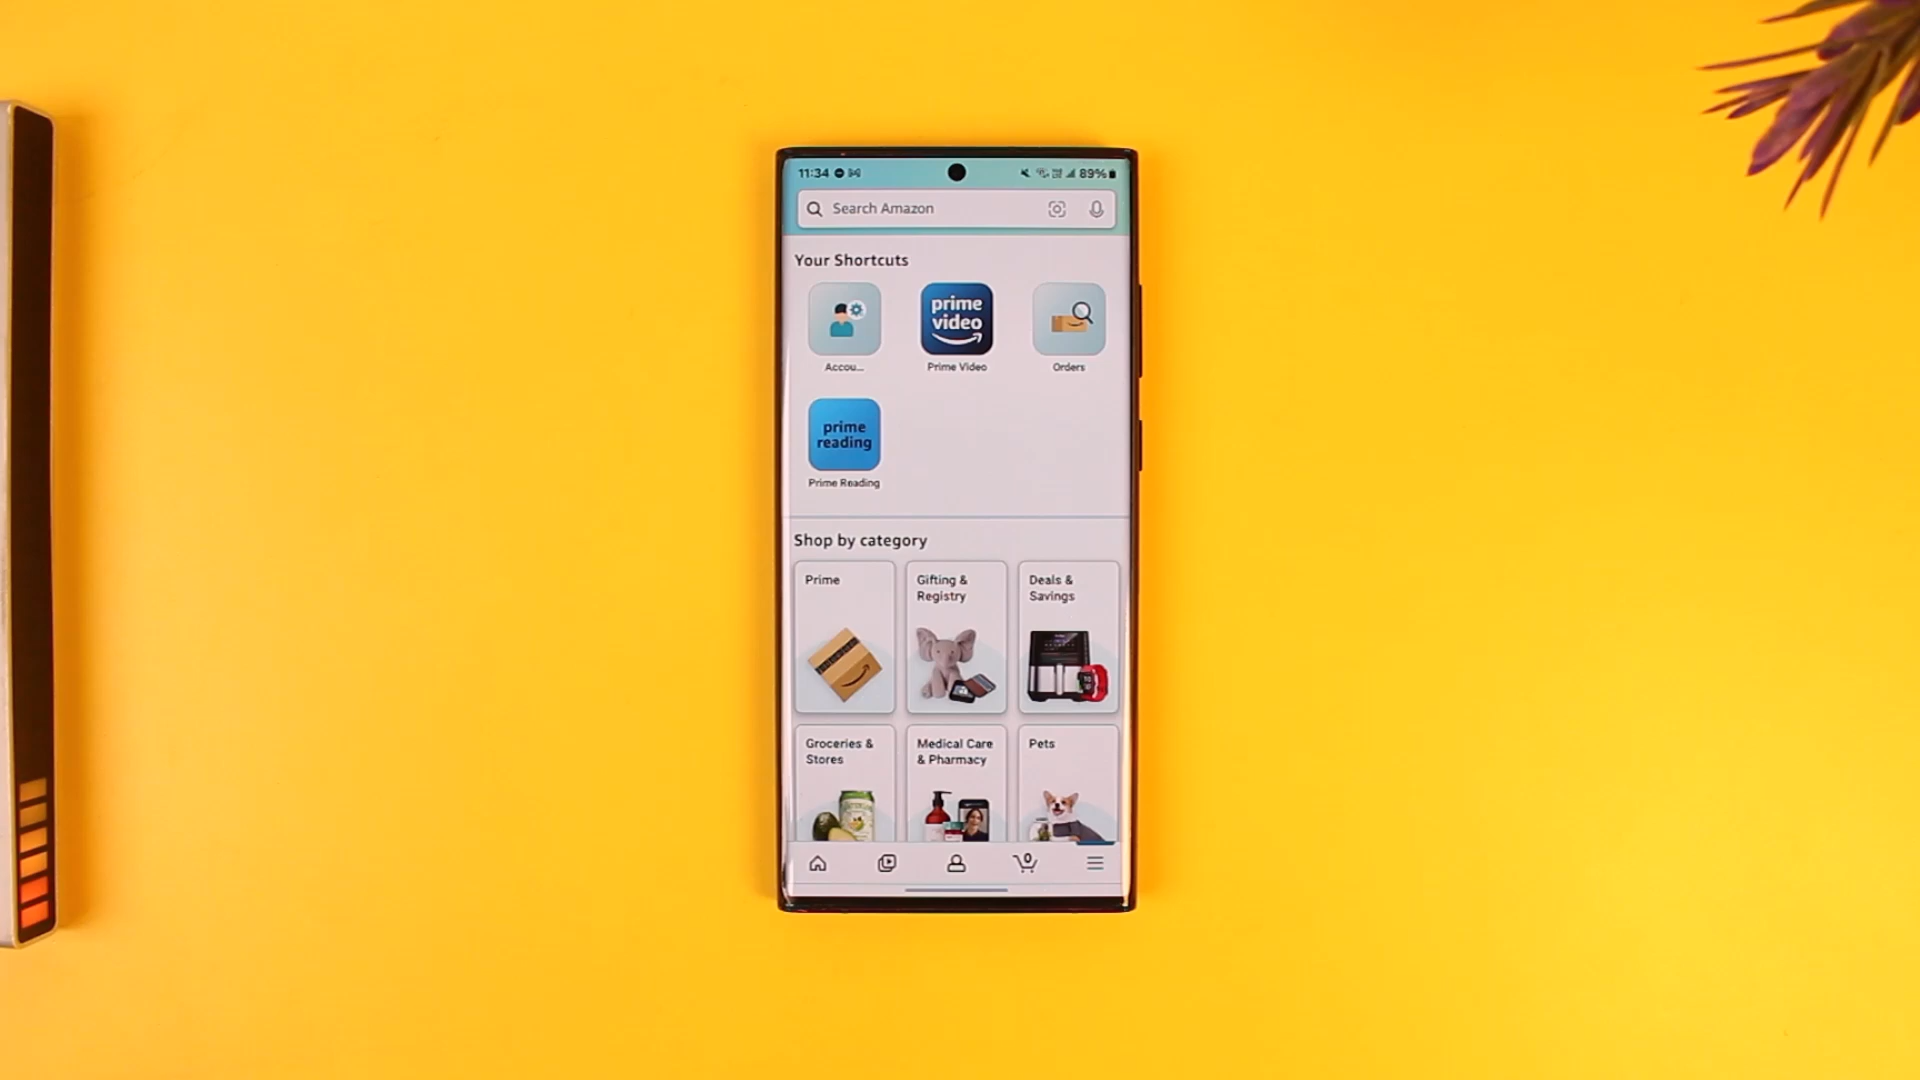 11:34 89%
Search Amazon
Your Shortcuts
prime
video
Accou... Prime Video Orders
prime
reading
Prime Reading
Shop by category
Prime
Gifting &
Registry
Deals &
Savings
Groceries &
Stores
Medical Care
& Pharmacy
Pets
0